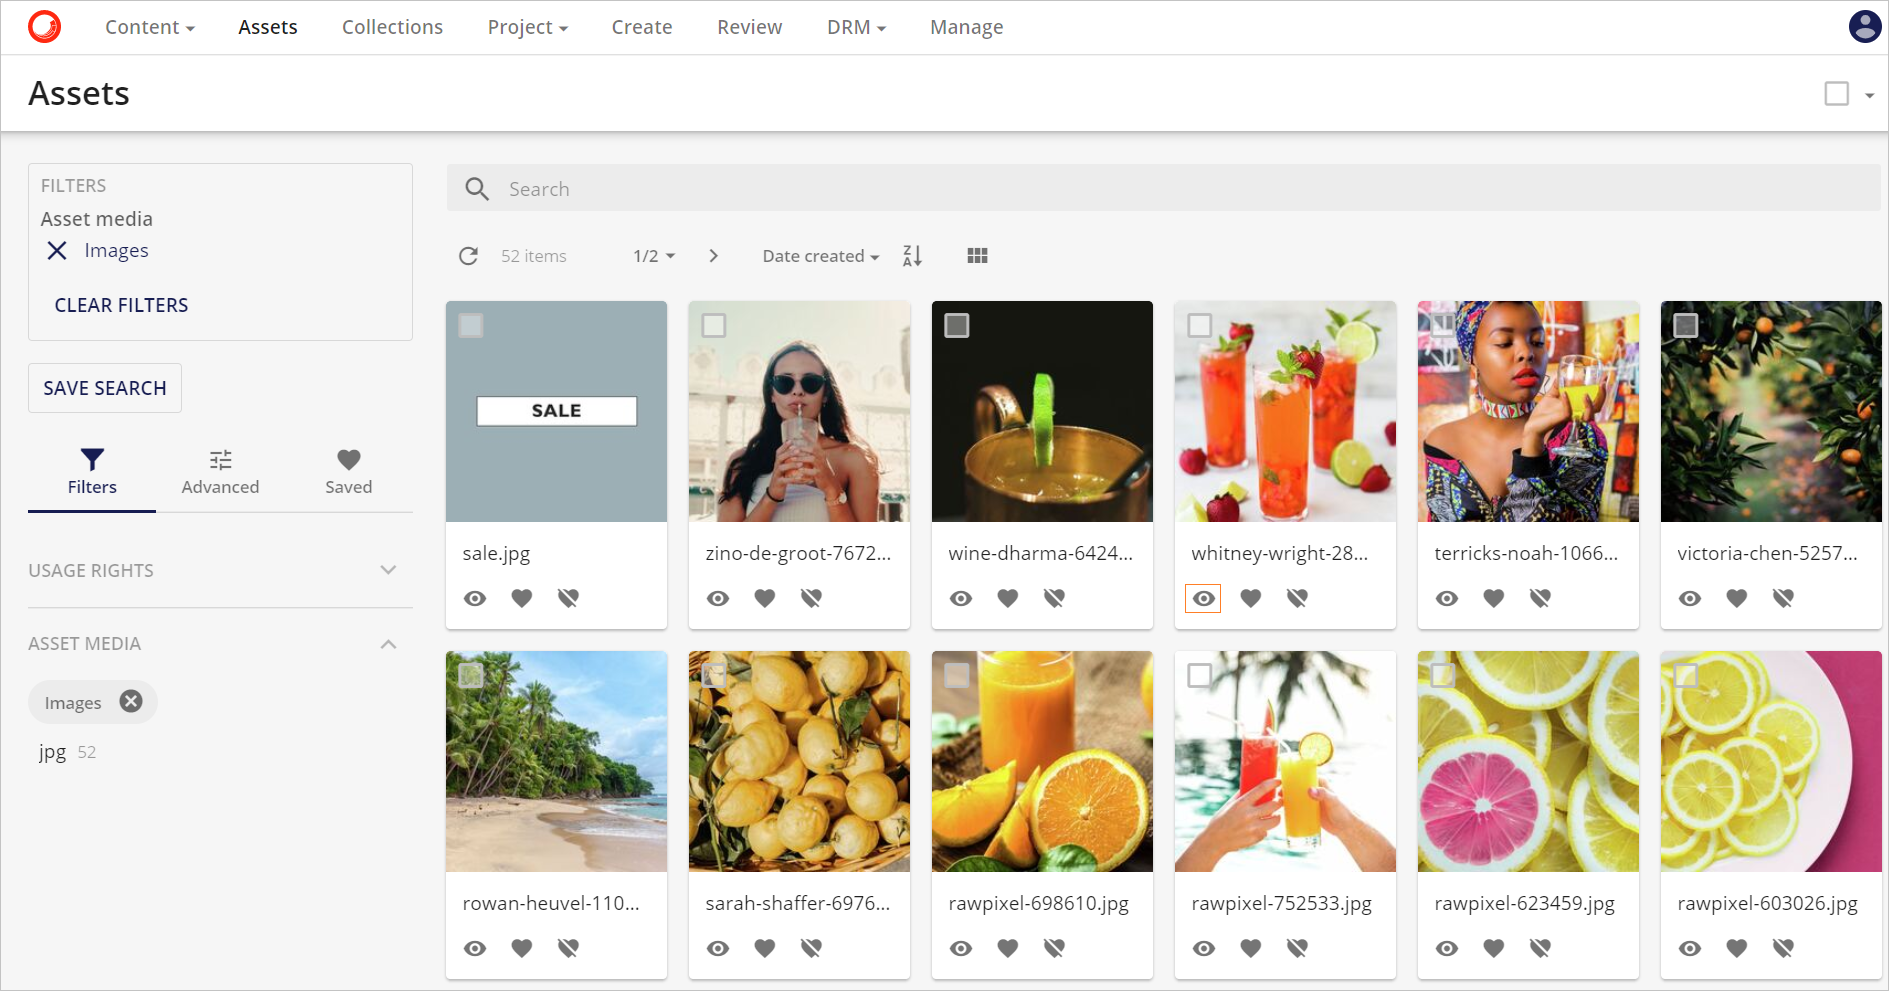 Content
Assets
Collections
Project
Create
Review
DRM
Manage
Assets
FILTERS
Asset media
Images
CLEAR FILTERS
SAVE SEARCH
Filters
Advanced
Saved
USAGE RIGHTS
ASSET MEDIA
Images
jpg 52
Search
52 items
1/2
Date created
Z
A
SALE
sale.jpg
zino-de-groot-7672...
wine-dharma-6424...
whitney-wright-28...
terricks-noah-1066...
victoria-chen-5257...
rowan-heuvel-110...
sarah-shaffer-6976...
rawpixel-698610.jpg
rawpixel-752533.jpg
rawpixel-623459.jpg
rawpixel-603026.jpg